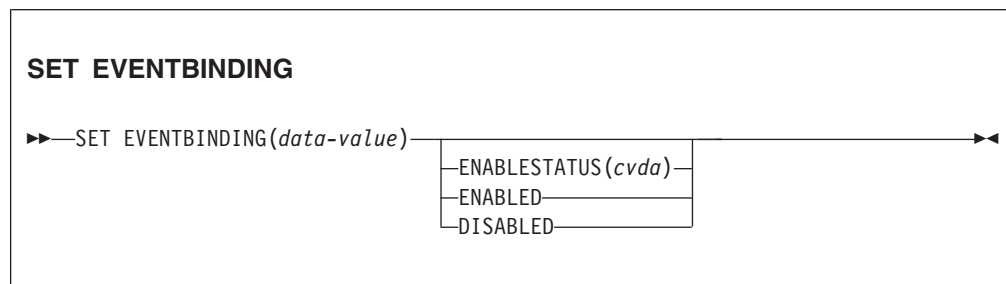 SET EVENTBINDING
SET EVENTBINDING(data-value)
ENABLESTATUS(cvda)
ENABLED
DISABLED